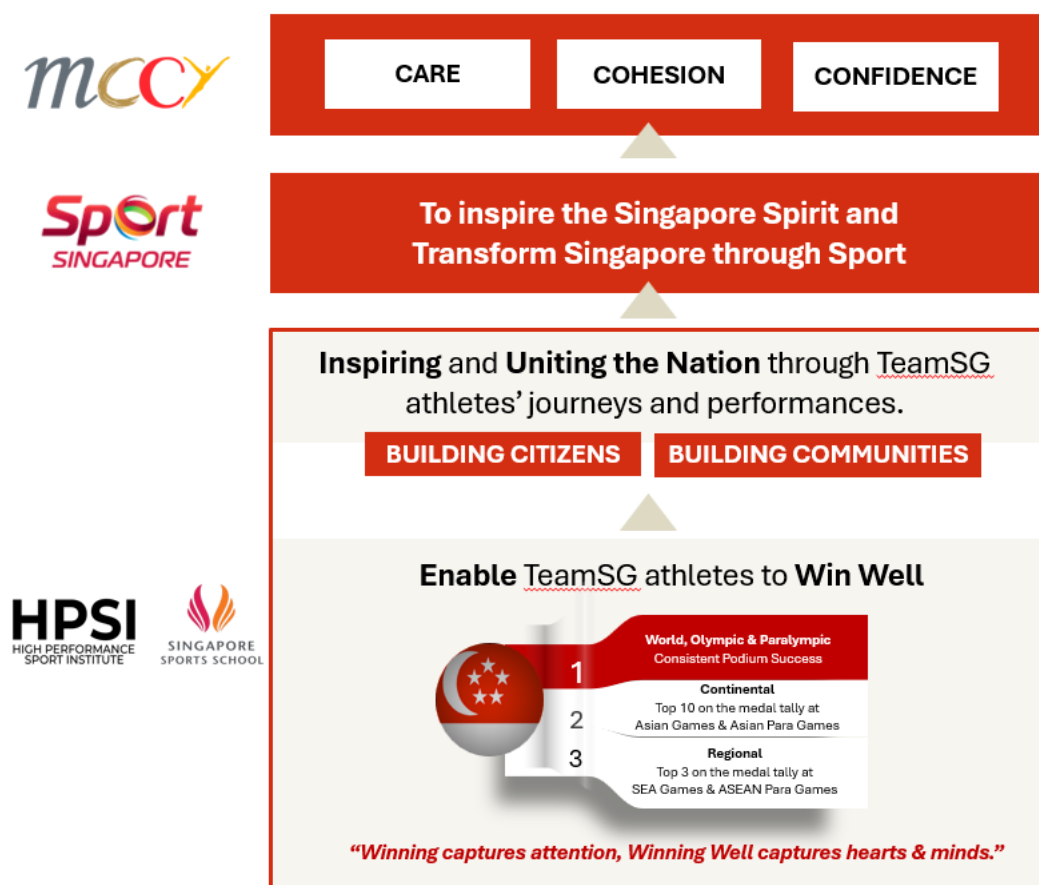 mccy
CARE
COHESION
CONFIDENCE
Sport
SINGAPORE
To inspire the Singapore Spirit and
Transform Singapore through Sport
Inspiring and Uniting the Nation through TeamSG
athletes’ journeys and performances.
BUILDING CITIZENS
BUILDING COMMUNITIES
HPSI
HIGH PERFORMANCE
SPORT INSTITUTE
SINGAPORE
SPORTS SCHOOL
Enable TeamSG athletes to Win Well
1
World, Olympic & Paralympic
Consistent Podium Success
2
Continental
Top 10 on the medal tally at
Asian Games & Asian Para Games
3
Regional
Top 3 on the medal tally at
SEA Games & ASEAN Para Games
“Winning captures attention, Winning Well captures hearts & minds.”